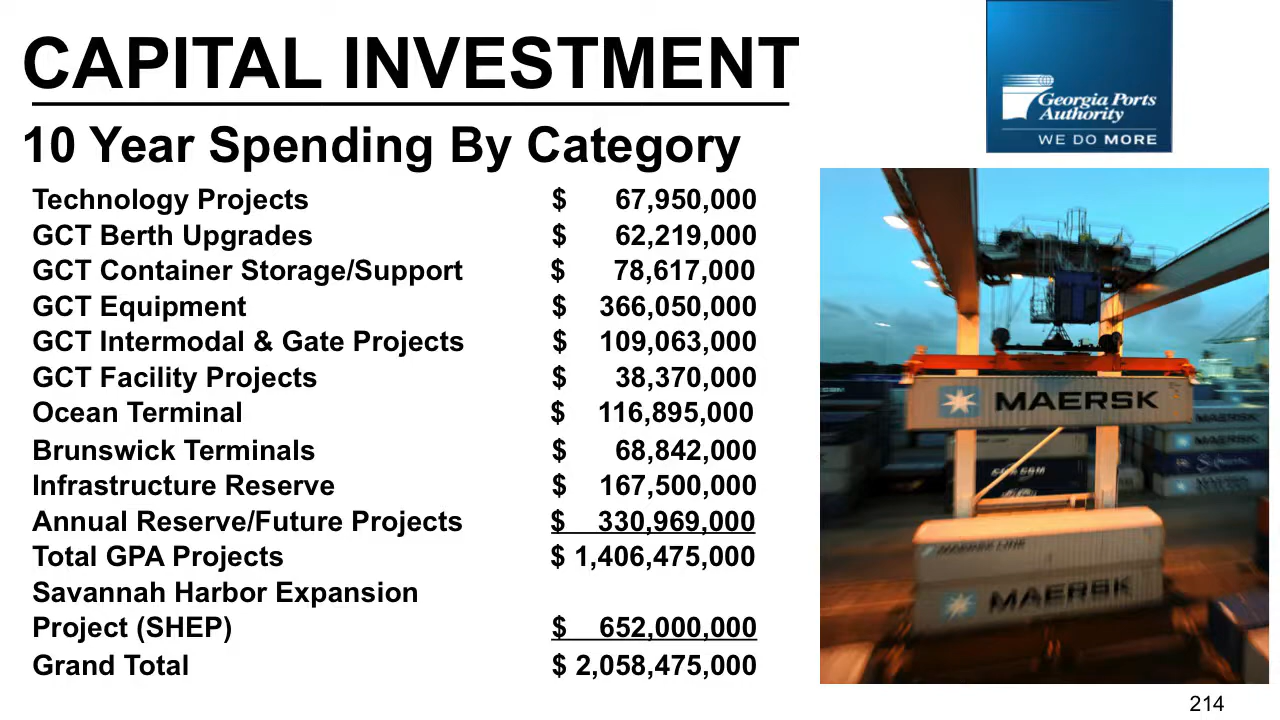 CAPITAL INVESTMENT
10 Year Spending By Category
Technology Projects $ 67,950,000
GCT Berth Upgrades $ 62,219,000
GCT Container Storage/Support $ 78,617,000
GCT Equipment $ 366,050,000
GCT Intermodal & Gate Projects $ 109,063,000
GCT Facility Projects $ 38,370,000
Ocean Terminal $ 116,895,000
Brunswick Terminals $ 68,842,000
Infrastructure Reserve $ 167,500,000
Annual Reserve/Future Projects $ 330,969,000
Total GPA Projects $ 1,406,475,000
Savannah Harbor Expansion
Project (SHEP) $ 652,000,000
Grand Total $ 2,058,475,000
Georgia Ports
Authority
WE DO MORE
MAERSK
MAERSK
MAERSK
MAERSK
214